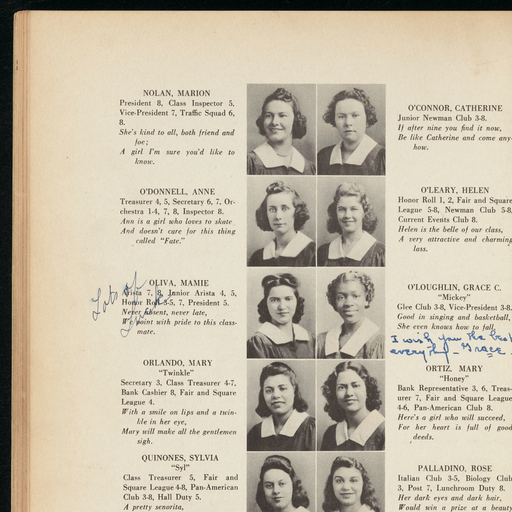 NOLAN, MARION
President 8, Class Inspector 5,
Vice-President 7, Traffic Squad 6,
8.
She's kind to all, both friend and
foe;
A girl I'm sure you'd like to
know.
O'DONNELL, ANNE
Treasurer 4, 5, Secretary 6, 7, Or-
chestra 1-4, 7, 8, Inspector 8.
Ann is a girl who loves to skate
And doesn't care for this thing
called "Fate."
OLIVA, MAMIE
Arista 7, 8, Junior Arista 4, 5,
Honor Roll 3-5, 7, President 5.
Never absent, never late,
We point with pride to this class-
mate.
Lots of
Luck
ORLANDO, MARY
"Twinkle"
Secretary 3, Class Treasurer 4-7,
Bank Cashier 8, Fair and Square
League 4.
With a smile on lips and a twin-
kle in her eye,
Mary will make all the gentlemen
sigh.
QUINONES, SYLVIA
"Syl"
Class Treasurer 5, Fair and
Square League 4-8, Pan-American
Club 3-8, Hall Duty 5.
A pretty senorita,
O'CONNOR, CATHERINE
Junior Newman Club 3-8.
If after nine you find it now,
Be like Catherine and come any-
how.
O'LEARY, HELEN
Honor Roll 1, 2, Fair and Square
League 5-8, Newman Club 5-8,
Current Events Club 8.
Helen is the belle of our class,
A very attractive and charming
lass.
O'LOUGHLIN, GRACE C.
"Mickey"
Glee Club 3-8, Vice-President 3-8.
Good in singing and basketball,
She even knows how to fall.
I wish you the best
everything - Grace.
ORTIZ, MARY
"Honey"
Bank Representative 3, 6, Treas-
urer 7, Fair and Square League
4-6, Pan-American Club 8.
Here's a girl who will succeed,
For her heart is full of good
deeds.
PALLADINO, ROSE
Italian Club 3-5, Biology Club
3, Post 7, Lunchroom Duty 8.
Her dark eyes and dark hair,
Would win a prize at a beauty